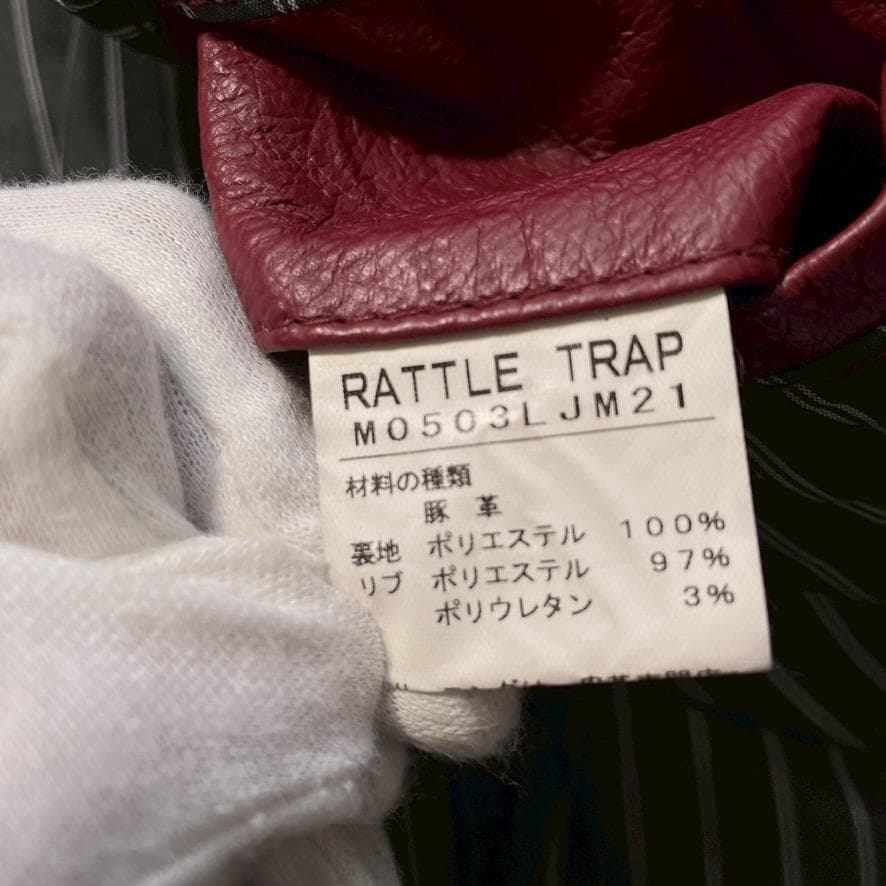 RATTLE TRAP
M0503LJM21
材料の種類
豚 革
裏地 ポリエステル 100%
リブ ポリエステル 97%
ポリウレタン 3%